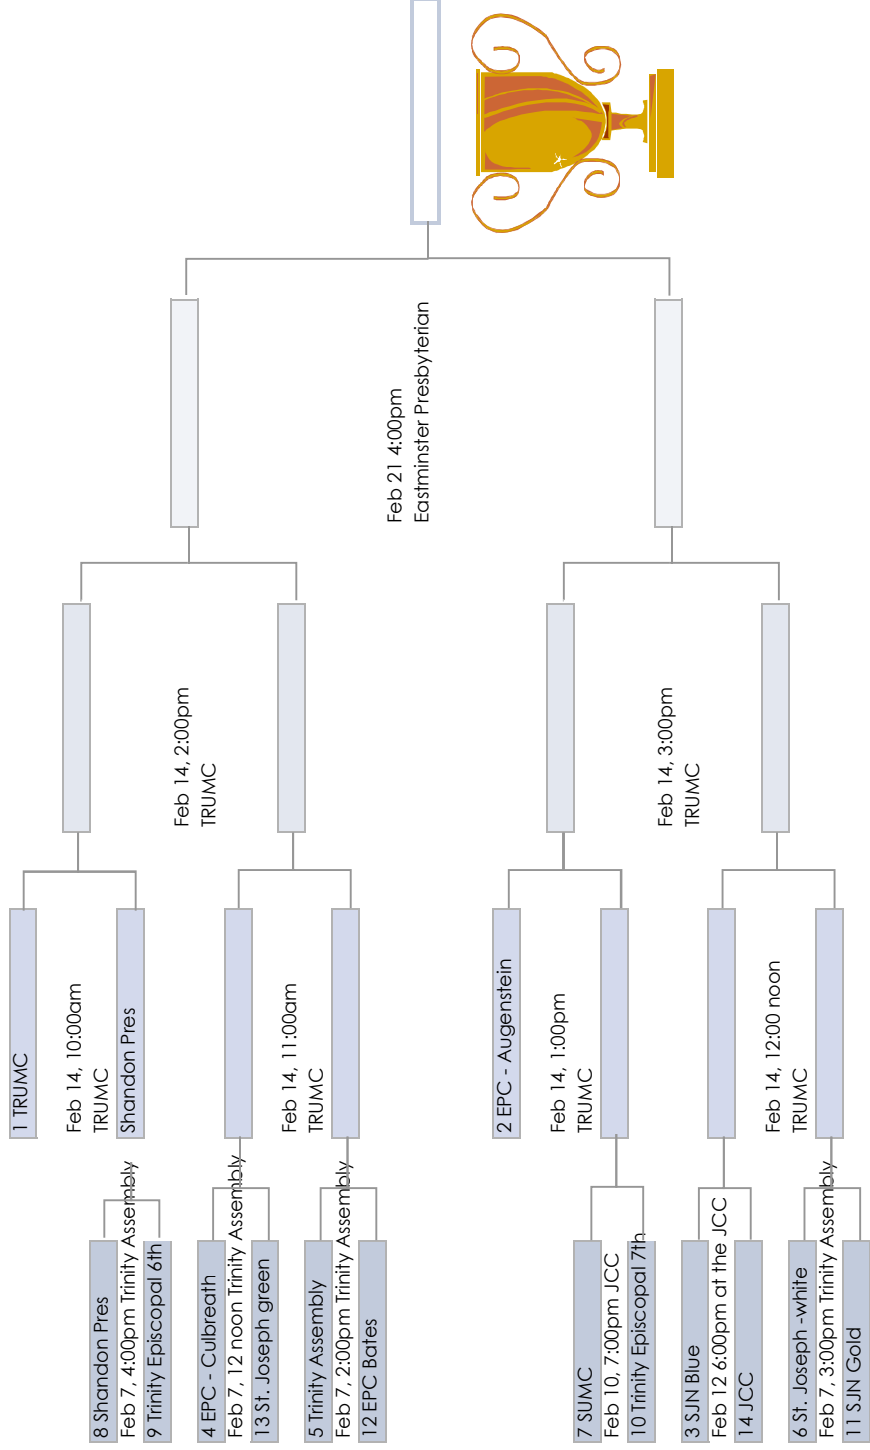 8 Shandon Pres
Feb 7, 4:00pm Trinity Assembly
9 Trinity Episcopal 6th
4 EPC - Culbreath
Feb 7, 12 noon Trinity Assembly
13 St. Joseph green
5 Trinity Assembly
Feb 7, 2:00pm Trinity Assembly
12 EPC Bates
7 SUMC
Feb 10, 7:00pm JCC
10 Trinity Episcopal 7th
3 SJN Blue
Feb 12 6:00pm at the JCC
14 JCC
6 St. Joseph -white
Feb 7, 3:00pm Trinity Assembly
11 SJN Gold
1 TRUMC
Feb 14, 10:00am
TRUMC
Shandon Pres
Feb 14, 11:00am
TRUMC
2 EPC - Augenstein
Feb 14, 1:00pm
TRUMC
Feb 14, 12:00 noon
TRUMC
Feb 14, 2:00pm
TRUMC
Feb 14, 3:00pm
TRUMC
Feb 21 4:00pm
Eastminster Presbyterian